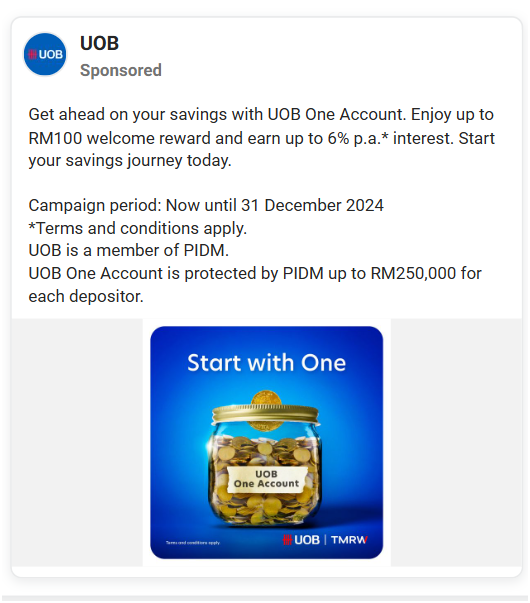 UOB
UOB
Sponsored
Get ahead on your savings with UOB One Account. Enjoy up to
RM100 welcome reward and earn up to 6% p.a.* interest. Start
your savings journey today.
Campaign period: Now until 31 December 2024
*Terms and conditions apply.
UOB is a member of PIDM.
UOB One Account is protected by PIDM up to RM250,000 for
each depositor.
Start with One
UOB
One Account
Terms and conditions apply.
UOB | TMRW